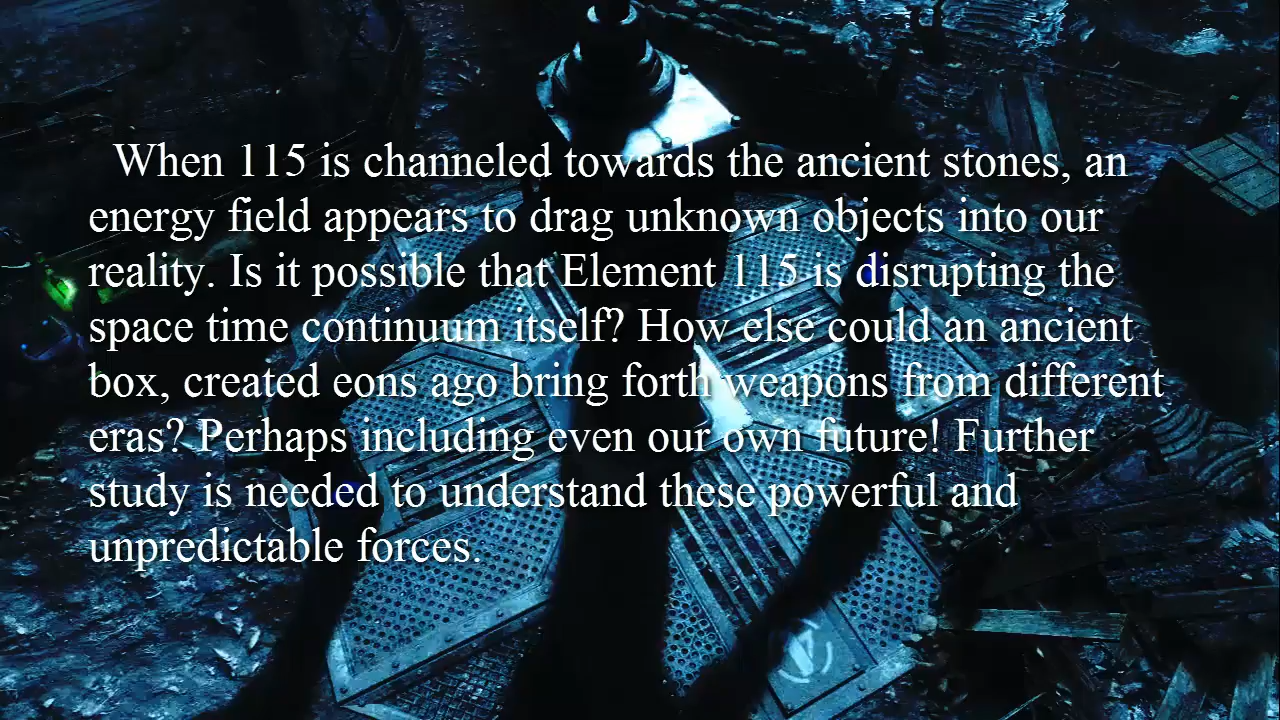 When 115 is channeled towards the ancient stones, an
energy field appears to drag unknown objects into our
reality. Is it possible that Element 115 is disrupting the
space time continuum itself? How else could an ancient
box, created eons ago bring forth weapons from different
eras? Perhaps including even our own future! Further
study is needed to understand these powerful and
unpredictable forces.